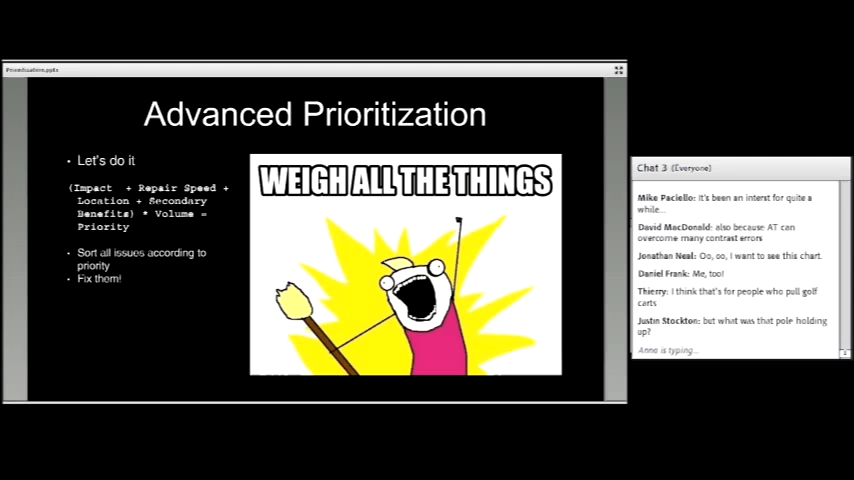 Prioritization.pptx
Advanced Prioritization
• Let's do it
(Impact + Repair Speed +
Location + Secondary
Benefits) * Volume =
Priority
• Sort all issues according to
priority
• Fix them!
WEIGH ALL THE THINGS
Chat 3 (Everyone)
Mike Paciello: It's been an interst for quite a
while...
David MacDonald: also because AT can
overcome many contrast errors
Jonathan Neal: Oo, oo, I want to see this chart.
Daniel Frank: Me, too!
Thierry: I think that's for people who pull golf
carts
Justin Stockton: but what was that pole holding
up?
Anna is typing...